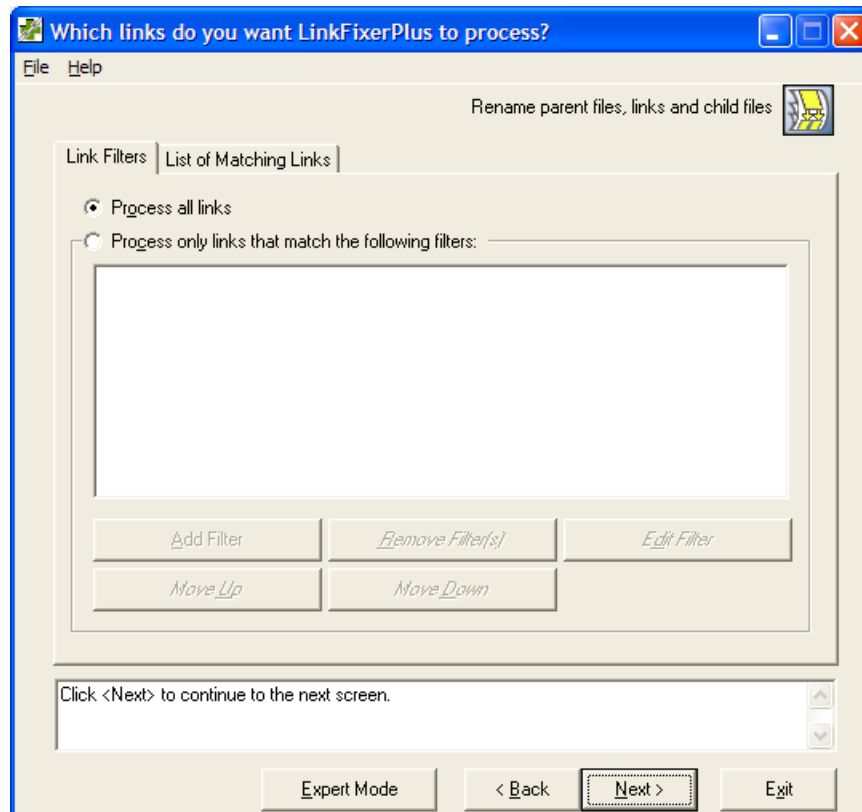 Which links do you want LinkFixerPlus to process?
File Help
Rename parent files, links and child files
Link Filters List of Matching Links
Process all links
Process only links that match the following filters:
Add Filter Remove Filter(s) Edit Filter
Move Up Move Down
Click <Next> to continue to the next screen.
Expert Mode < Back Next > Exit